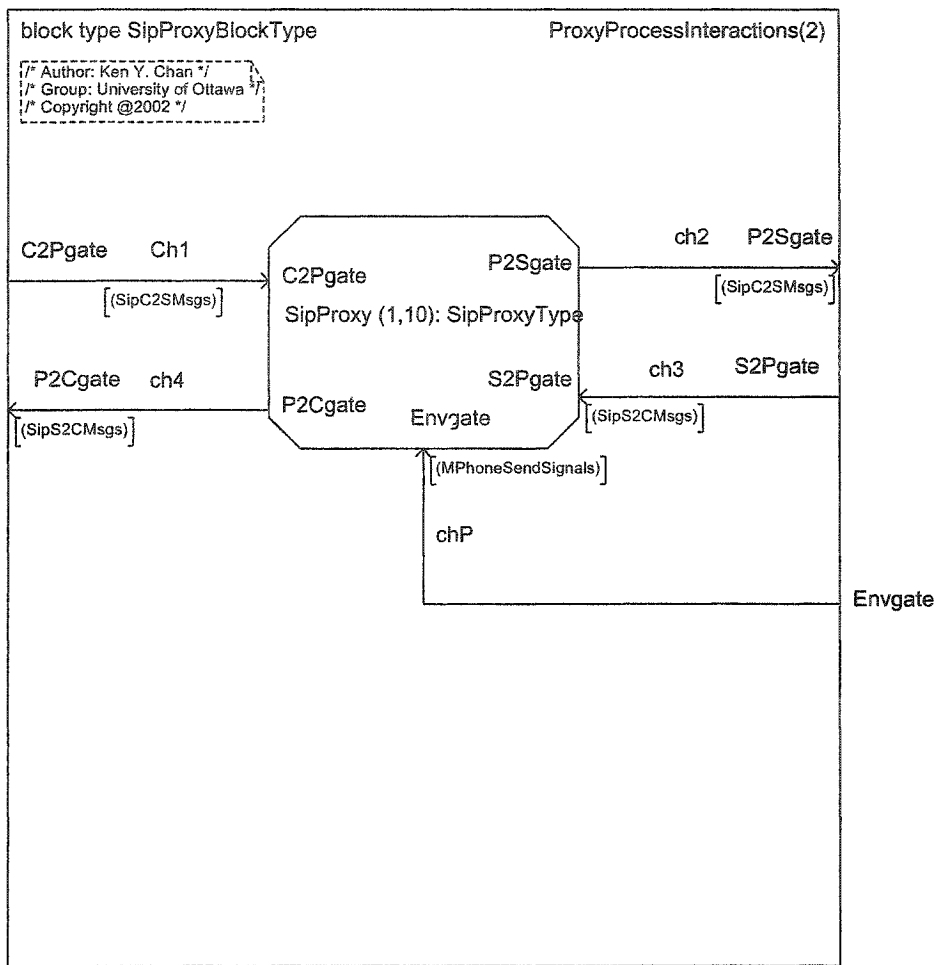 block type SipProxyBlockType
ProxyProcessInteractions(2)
/* Author: Ken Y. Chan */
/* Group: University of Ottawa */
/* Copyright @2002 */
C2Pgate Ch1
[(SipC2SMsgs)]
ch2 P2Sgate
[(SipC2SMsgs)]
C2Pgate
P2Sgate
SipProxy (1,10): SipProxyType
P2Cgate ch4
[(SipS2CMsgs)]
S2Pgate
ch3 S2Pgate
[(SipS2CMsgs)]
P2Cgate
Envgate
[(MPhoneSendSignals)]
chP
Envgate